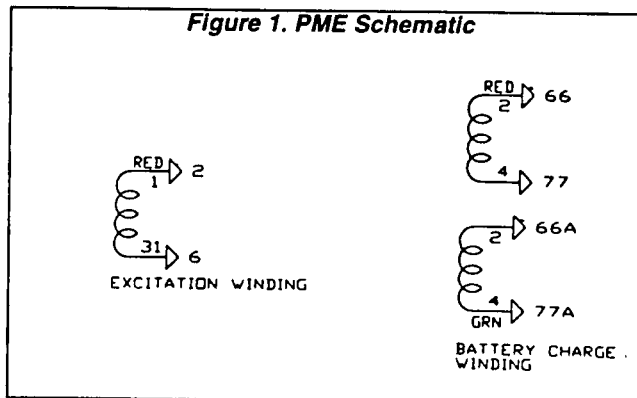 Figure 1. PME Schematic
RED
2
66
4
77
RED
1
2
31
6
EXCITATION WINDING
2
66A
4
GRN
77A
BATTERY CHARGE
WINDING